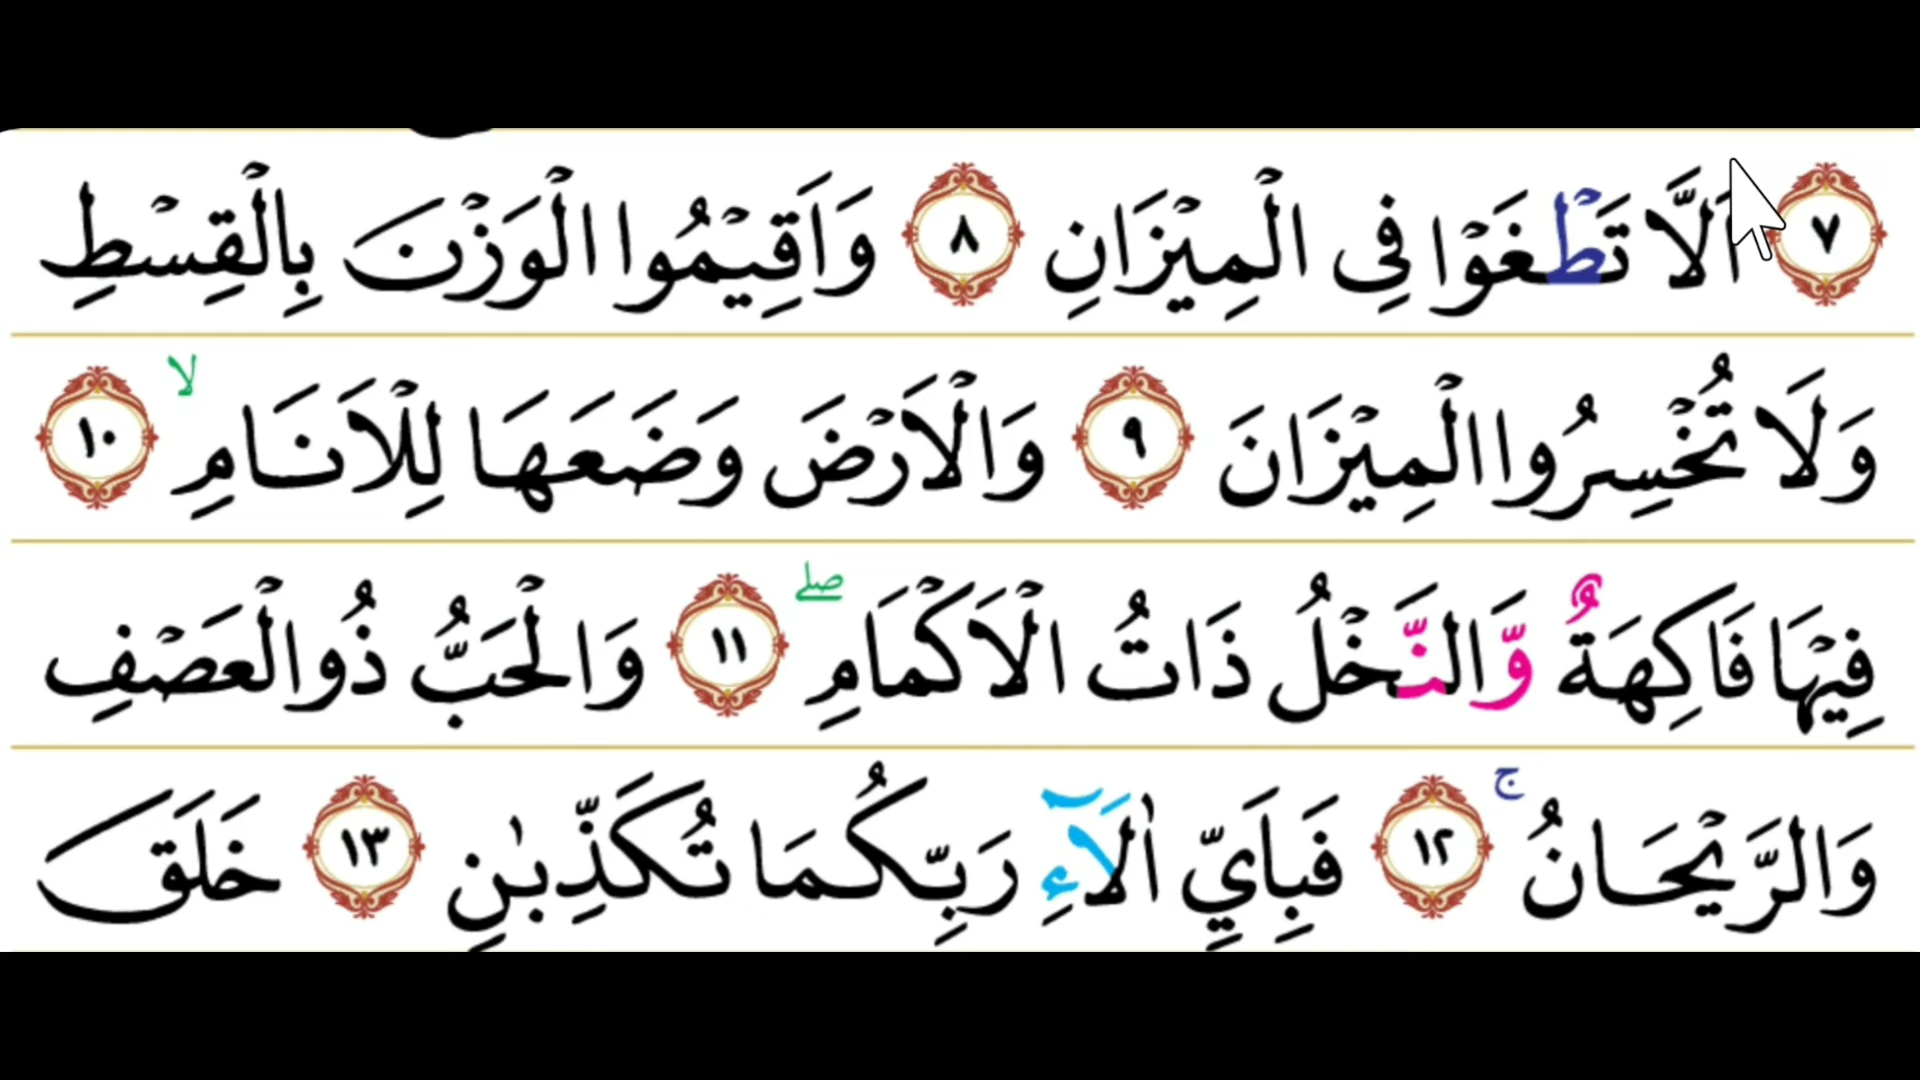 ٧ اَلَّا تَطۡغَوۡا فِى الۡمِيۡزَانِ ٨ وَاَقِيۡمُوا الۡوَزۡنَ بِالۡقِسۡطِ
وَلَا تُخۡسِرُوا الۡمِيۡزَانَ ٩ وَالۡاَرۡضَ وَضَعَهَا لِلۡاَنَامِ ۙ ١٠
فِيۡهَا فَاكِهَةٌ وَّالنَّخۡلُ ذَاتُ الۡاَكۡمَامِ ۖ ١١ وَالۡحَبُّ ذُوالۡعَصۡفِ
وَالرَّيۡحَانُ ۚ ١٢ فَبِاَيِّ اٰلَآءِ رَبِّكُمَا تُكَذِّبٰنِ ١٣ خَلَقَ